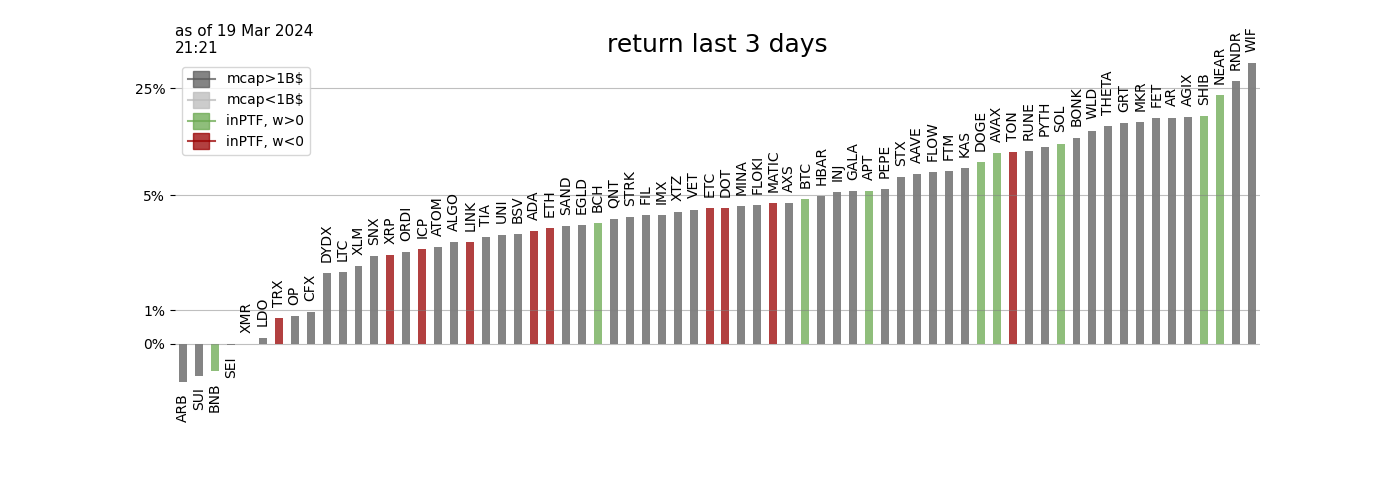 as of 19 Mar 2024
21:21
return last 3 days
mcap>1B$
mcap<1B$
inPTF, w>0
inPTF, w<0
25%
5%
1%
0%
ARB
SUI
BNB
SEI
XMR
LDO
TRX
OP
CFX
DYDX
LTC
XLM
SNX
XRP
ORDI
ICP
ATOM
ALGO
LINK
TIA
UNI
BSV
ADA
ETH
SAND
EGLD
BCH
QNT
STRK
FIL
IMX
XTZ
VET
ETC
DOT
MINA
FLOKI
MATIC
AXS
BTC
HBAR
INJ
GALA
APT
PEPE
STX
AAVE
FLOW
FTM
KAS
DOGE
AVAX
TON
RUNE
PYTH
SOL
BONK
WLD
THETA
GRT
MKR
FET
AR
AGIX
SHIB
NEAR
RNDR
WIF